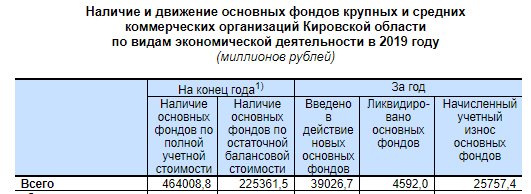 Наличие и движение основных фондов крупных и средних
коммерческих организаций Кировской области
по видам экономической деятельности в 2019 году
(миллионов рублей)
На конец года1)
За год
Наличие
основных
фондов по
полной
учетной
стоимости
Наличие
основных
фондов по
остаточной
балансовой
стоимости
Введено
в
действие
новых
основных
фондов
Ликвидиро-
вано
основных
фондов
Начисленный
учетный
износ
основных
фондов
Всего 464008,8 225361,5 39026,7 4592,0 25757,4